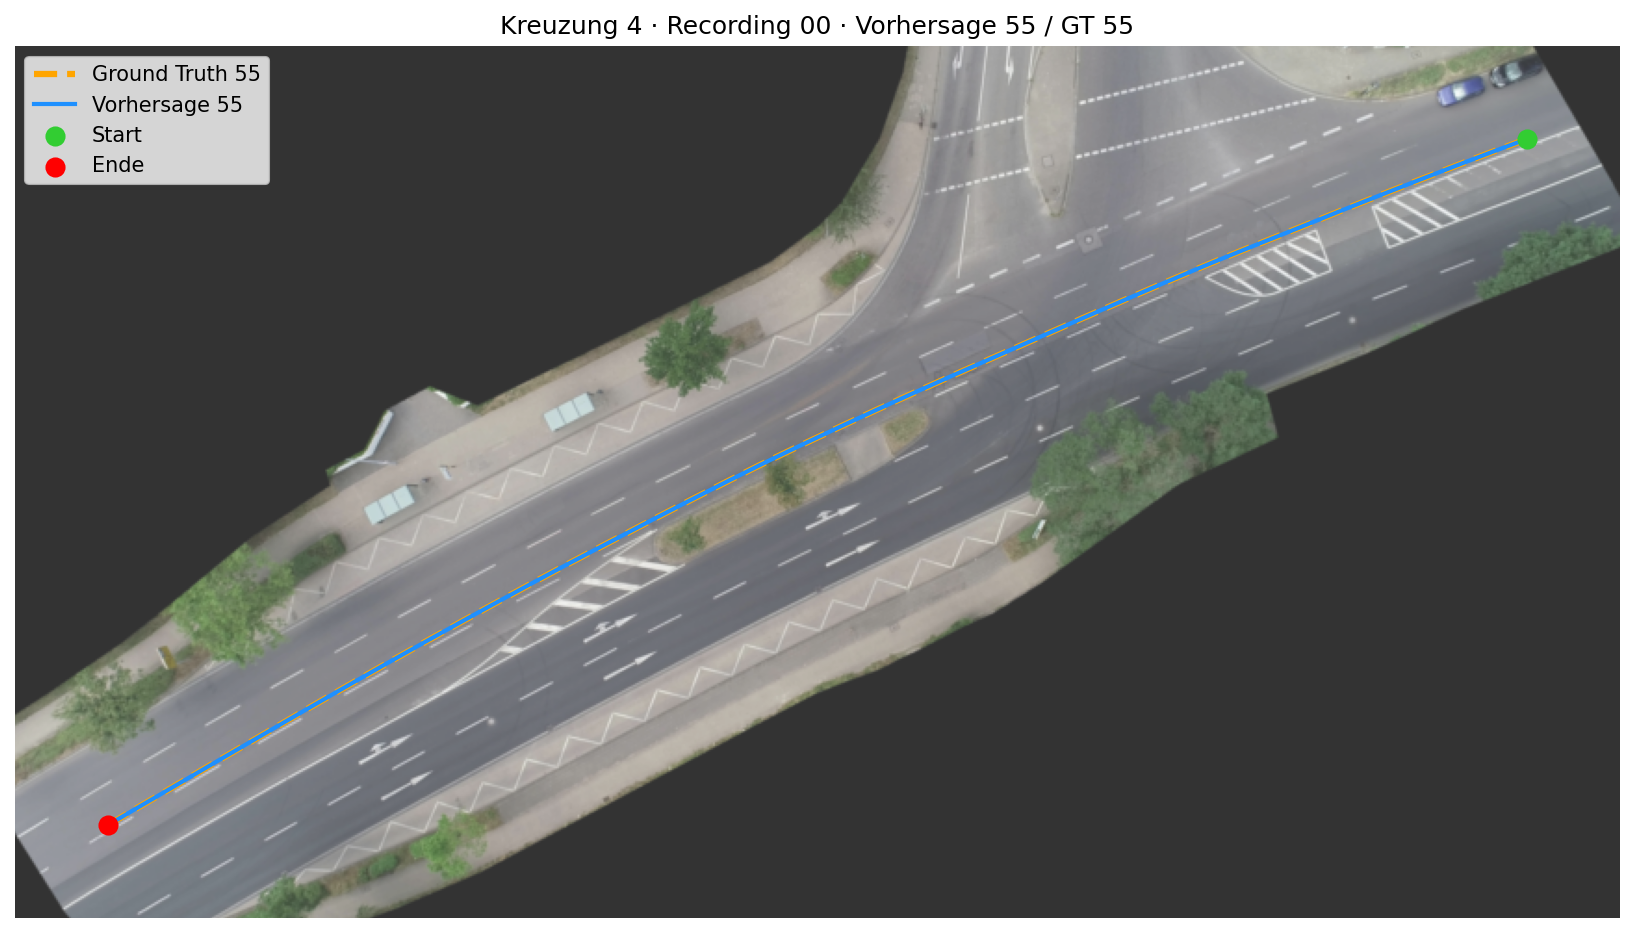 Kreuzung 4 · Recording 00 · Vorhersage 55 / GT 55
Ground Truth 55
Vorhersage 55
Start
Ende